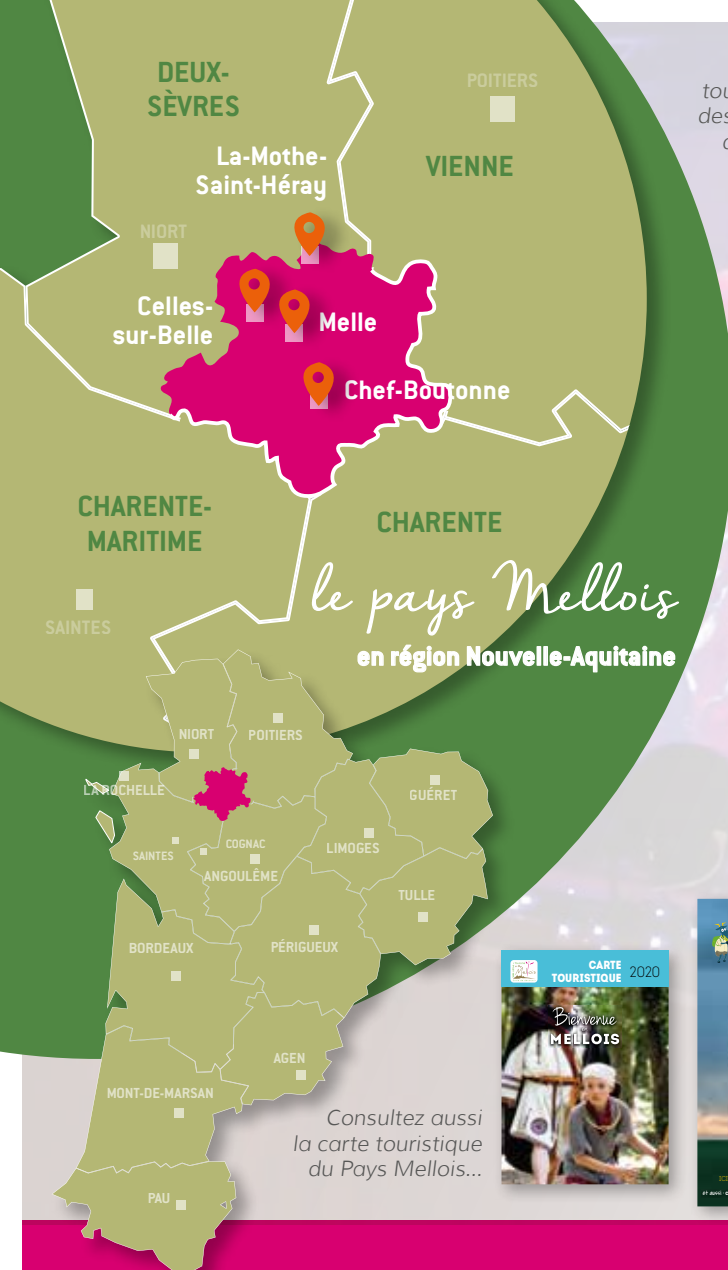 DEUX-
SÈVRES
POITIERS
La-Mothe-
Saint-Héray
VIENNE
NIORT
Celles-
sur-Belle
Melle
Chef-Boutonne
CHARENTE-
MARITIME
CHARENTE
SAINTES
le pays Mellois
en région Nouvelle-Aquitaine
NIORT
POITIERS
LA ROCHELLE
GUÉRET
COGNAC
SAINTES
LIMOGES
ANGOULÊME
TULLE
BORDEAUX
PÉRIGUEUX
AGEN
MONT-DE-MARSAN
PAU
Consultez aussi
la carte touristique
du Pays Mellois...
CARTE
TOURISTIQUE 2020
Bienvenue
MELLOIS
tou
des